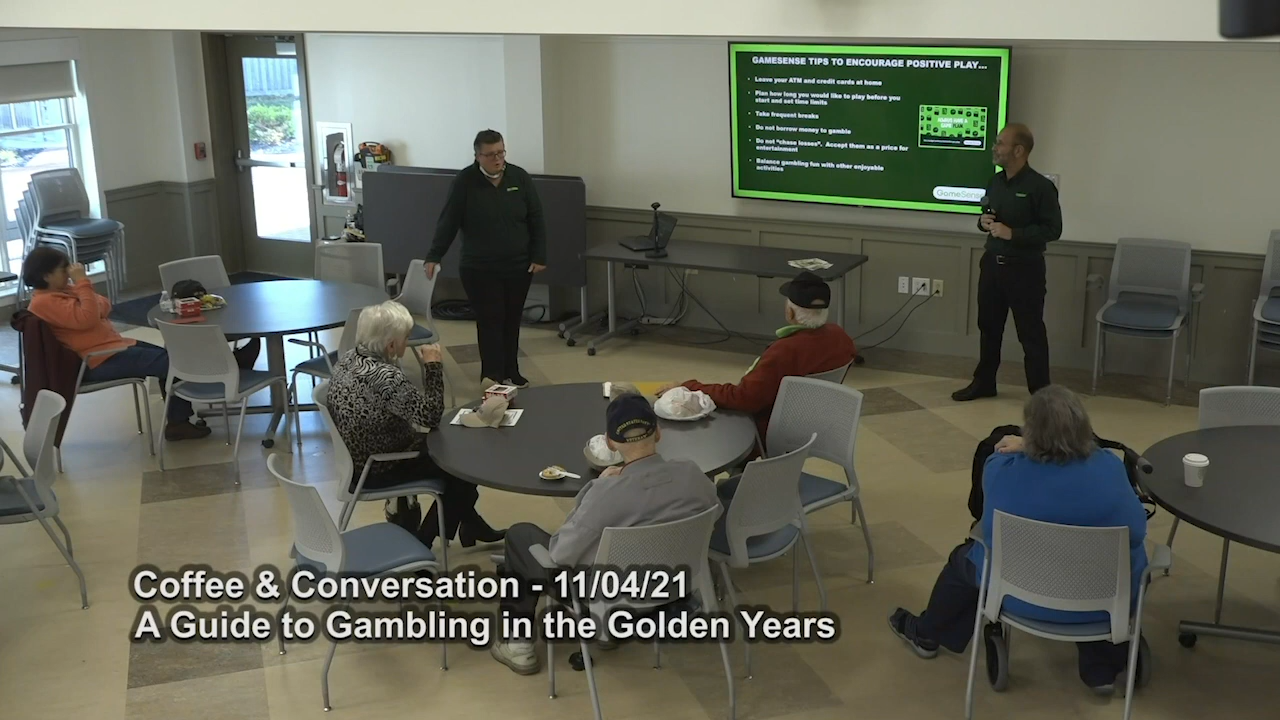 GAMESENSE TIPS TO ENCOURAGE POSITIVE PLAY...
• Leave your ATM and credit cards at home
• Plan how long you would like to play before you
start and set time limits
• Take frequent breaks
• Do not borrow money to gamble
• Do not "chase losses". Accept them as a price for
entertainment
• Balance gambling fun with other enjoyable
activities
GameSense
Coffee & Conversation - 11/04/21
A Guide to Gambling in the Golden Years